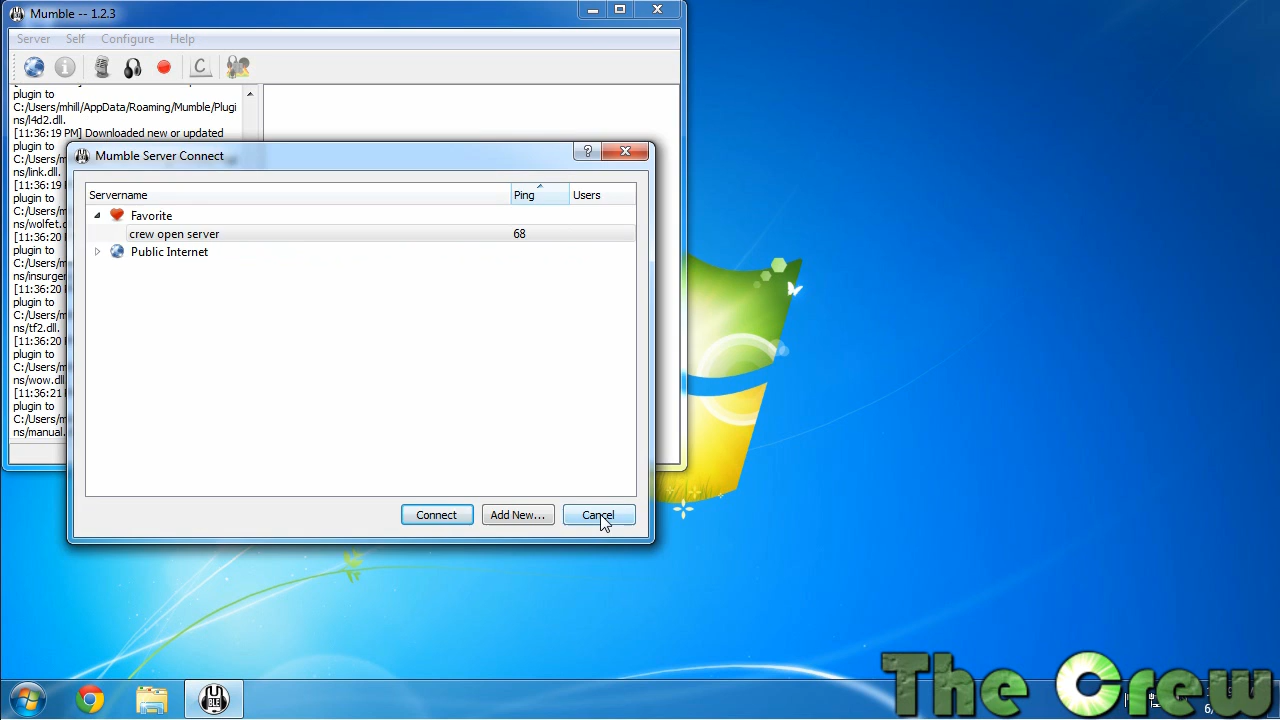 Mumble -- 1.2.3
Server Self Configure Help
plugin to
C:/Users/mhill/AppData/Roaming/Mumble/Plugi
ns/l4d2.dll.
[11:36:19 PM] Downloaded new or updated
plugin to
C:/Users/
ns/link.dll.
[11:36:19
plugin to
C:/Users/m
ns/wolfet.d
[11:36:20
plugin to
C:/Users/m
ns/insurger
[11:36:20
plugin to
C:/Users/m
ns/tf2.dll.
[11:36:20
plugin to
C:/Users/m
ns/wow.dll
[11:36:21
plugin to
C:/Users/m
ns/manual.
Mumble Server Connect
Servername Ping Users
Favorite
crew open server 68
Public Internet
Connect Add New... Cancel
The Crew